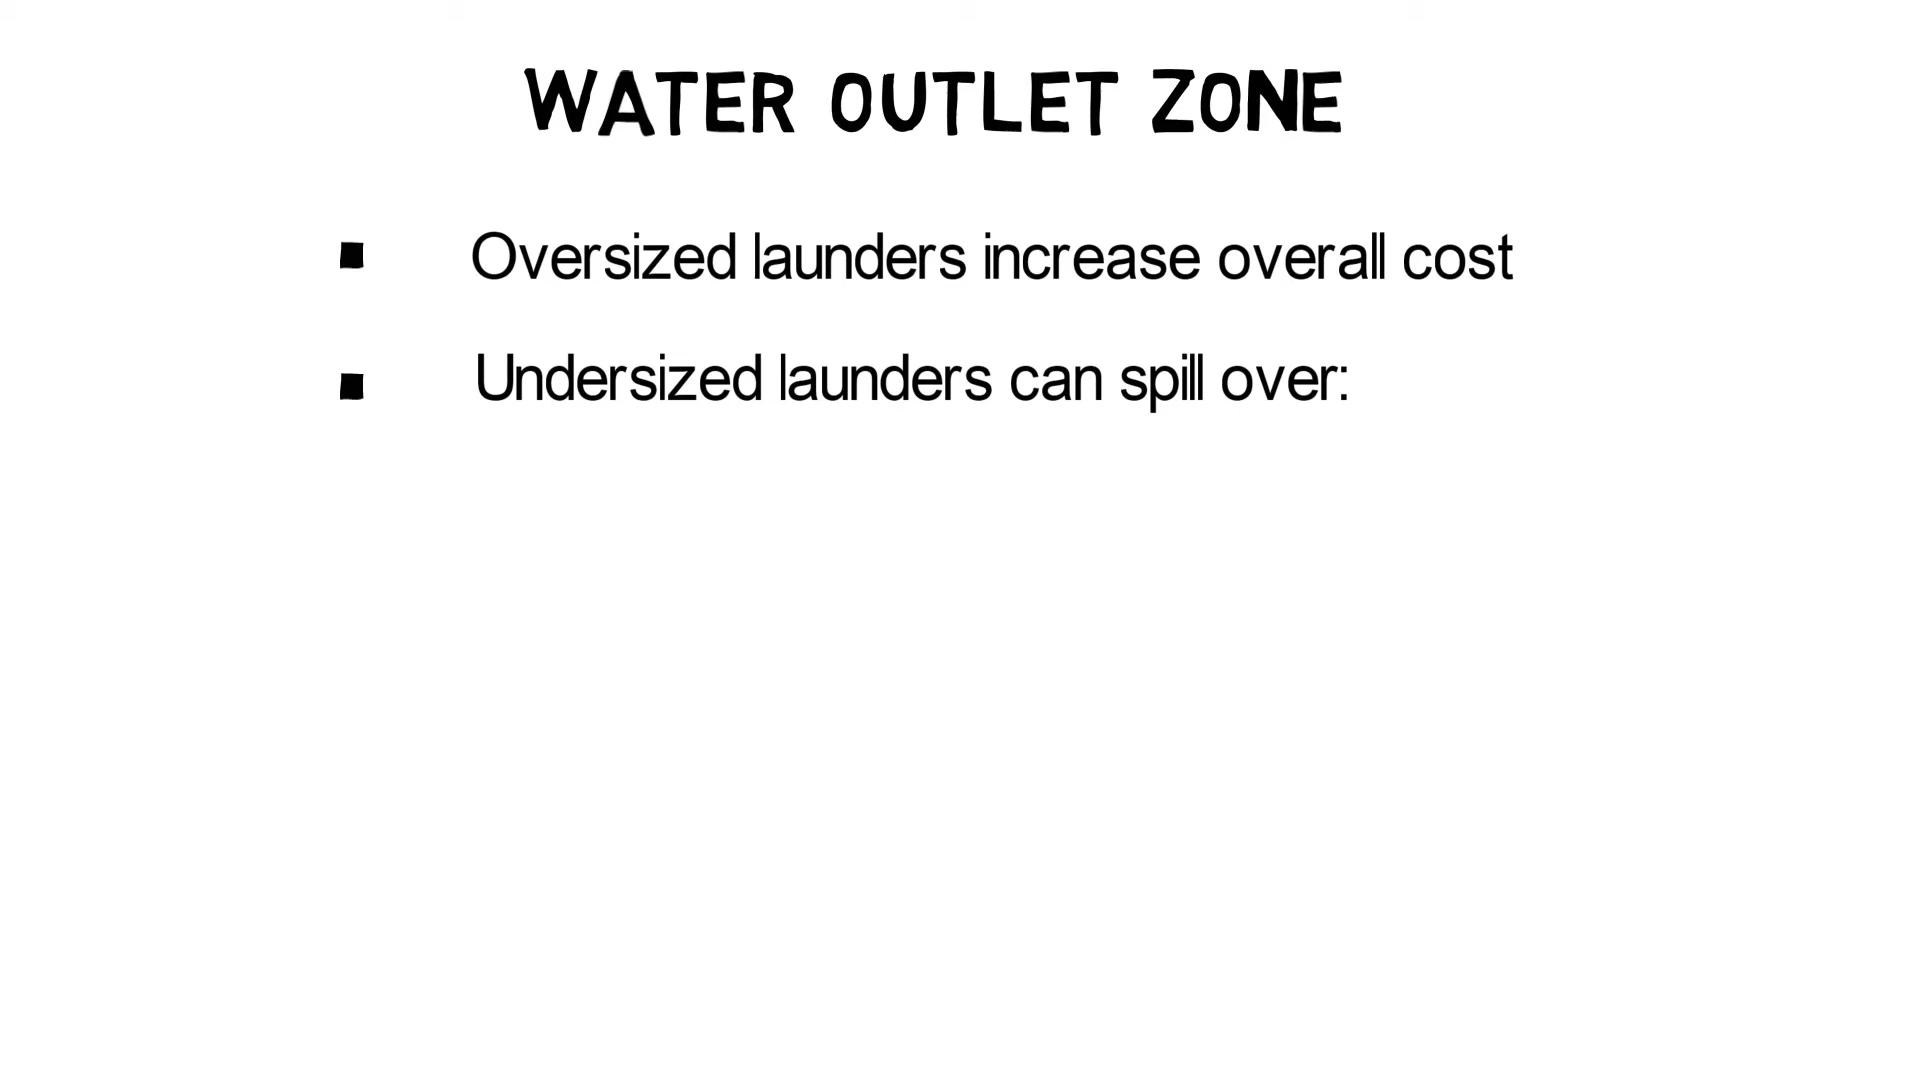 WATER OUTLET ZONE
▪ Oversized launders increase overall cost
▪ Undersized launders can spill over: